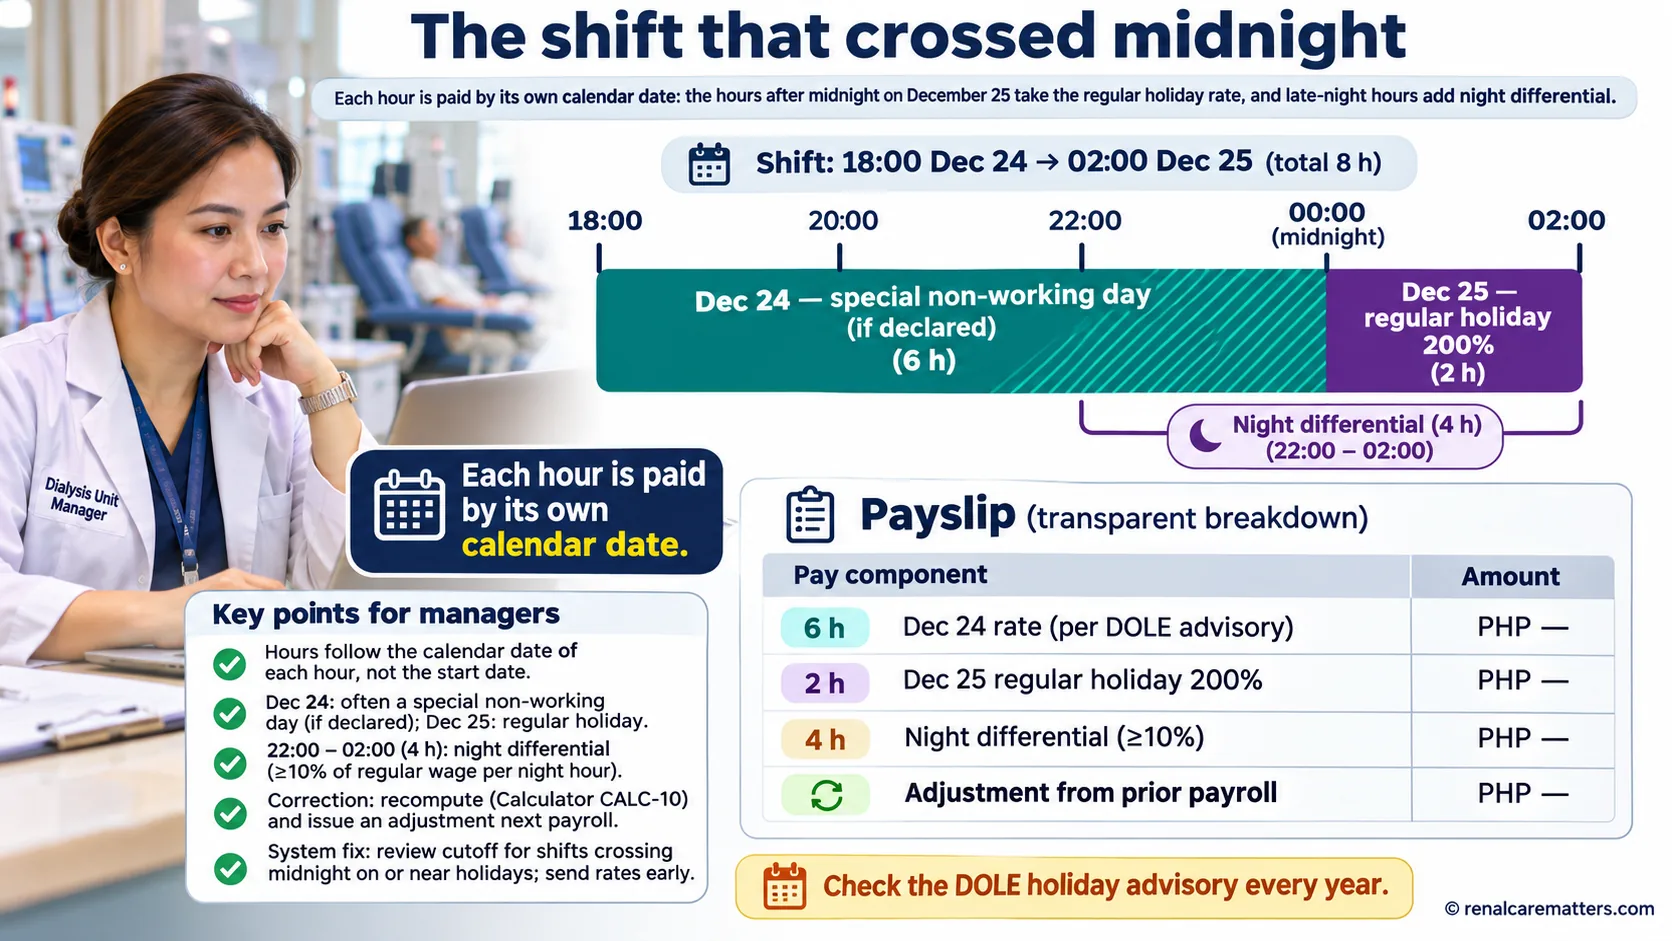 The shift that crossed midnight
Each hour is paid by its own calendar date: the hours after midnight on December 25 take the regular holiday rate, and late-night hours add night differential.
Shift: 18:00 Dec 24 → 02:00 Dec 25 (total 8 h)
18:00
20:00
22:00
00:00
(midnight)
02:00
Dec 24 — special non-working day
(if declared)
(6 h)
Dec 25 —
regular holiday
200%
(2 h)
Night differential (4 h)
(22:00 – 02:00)
Dialysis Unit
Manager
Each hour is paid
by its own
calendar date.
Key points for managers
Hours follow the calendar date of
each hour, not the start date.
Dec 24: often a special non-working
day (if declared); Dec 25: regular holiday.
22:00 – 02:00 (4 h): night differential
(≥10% of regular wage per night hour).
Correction: recompute (Calculator CALC-10)
and issue an adjustment next payroll.
System fix: review cutoff for shifts crossing
midnight on or near holidays; send rates early.
Payslip (transparent breakdown)
Pay component Amount
6 h Dec 24 rate (per DOLE advisory) PHP —
2 h Dec 25 regular holiday 200% PHP —
4 h Night differential (≥10%) PHP —
Adjustment from prior payroll PHP —
Check the DOLE holiday advisory every year.
© renalcarematters.com